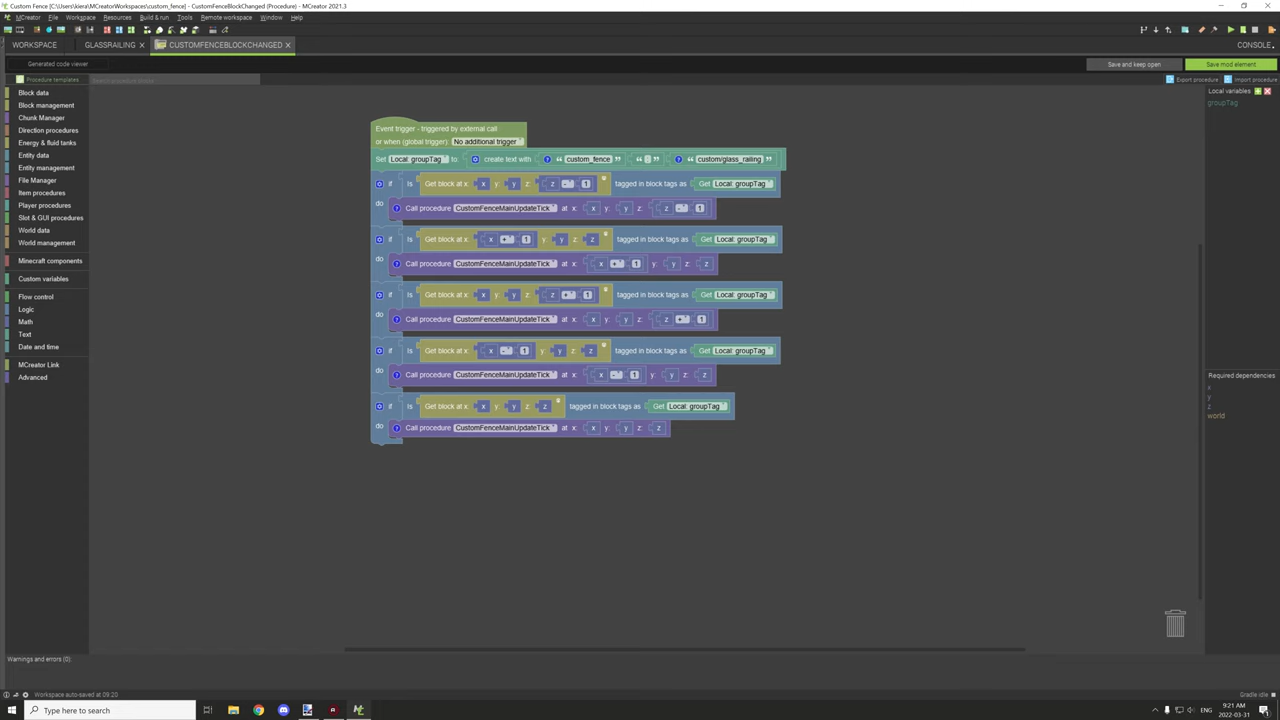 Custom Fence [C:\Users\kiera\MCreatorWorkspaces\custom_fence] - CustomFenceBlockChanged (Procedure) - MCreator 2021.3
MCreator File Workspace Resources Build & run Tools Remote workspace Window Help
WORKSPACE GLASSRAILING × CUSTOMFENCEBLOCKCHANGED × CONSOLE
Generated code viewer Save and keep open Save mod element
Procedure templates Export procedure Import procedure
Local variables
groupTag
Block data
Block management
Chunk Manager
Direction procedures
Energy & fluid tanks
Entity data
Entity management
File Manager
Item procedures
Player procedures
Slot & GUI procedures
World data
World management
Minecraft components
Custom variables
Flow control
Logic
Math
Text
Date and time
MCreator Link
Advanced
Event trigger - triggered by external call
or when (global trigger): No additional trigger
Set Local: groupTag to: create text with ? “ custom_fence ” “ : ” ? “ custom/glass_railing ”
if Is Get block at x: x y: y z: z - 1 tagged in block tags as Get Local: groupTag
do ? Call procedure CustomFenceMainUpdateTick at x: x y: y z: z - 1
if Is Get block at x: x + 1 y: y z: z tagged in block tags as Get Local: groupTag
do ? Call procedure CustomFenceMainUpdateTick at x: x + 1 y: y z: z
if Is Get block at x: x y: y z: z + 1 tagged in block tags as Get Local: groupTag
do ? Call procedure CustomFenceMainUpdateTick at x: x y: y z: z + 1
if Is Get block at x: x - 1 y: y z: z tagged in block tags as Get Local: groupTag
do ? Call procedure CustomFenceMainUpdateTick at x: x - 1 y: y z: z
if Is Get block at x: x y: y z: z tagged in block tags as Get Local: groupTag
do ? Call procedure CustomFenceMainUpdateTick at x: x y: y z: z
Required dependencies
x
y
z
world
Warnings and errors (0):
Workspace auto-saved at 09:20 Gradle idle
Type here to search ENG 9:21 AM
2022-03-31